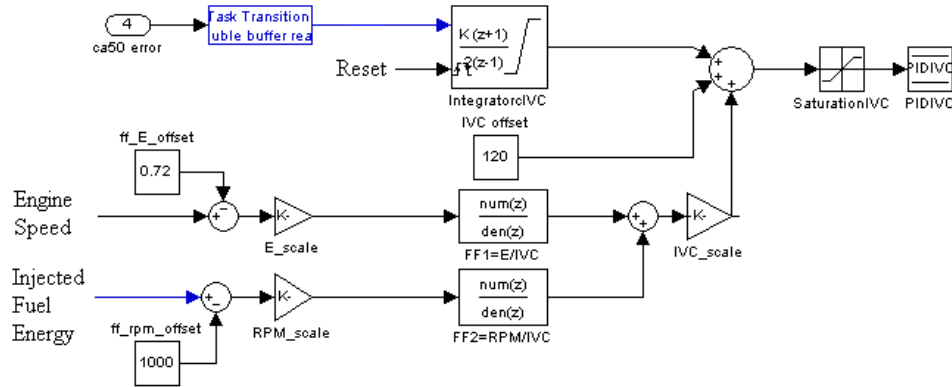 4
ca50 error
Task Transition
uble buffer rea
Reset
K(z+1)
2(z-1)
IntegratorcIVC
IVC offset
120
+
+
+
SaturationIVC
PIDIVC
PIDIVC
ff_E_offset
0.72
Engine
Speed
+
−
K-
E_scale
num(z)
den(z)
FF1=E/IVC
+
+
K-
IVC_scale
Injected
Fuel
Energy
+
−
ff_rpm_offset
1000
K-
RPM_scale
num(z)
den(z)
FF2=RPM/IVC